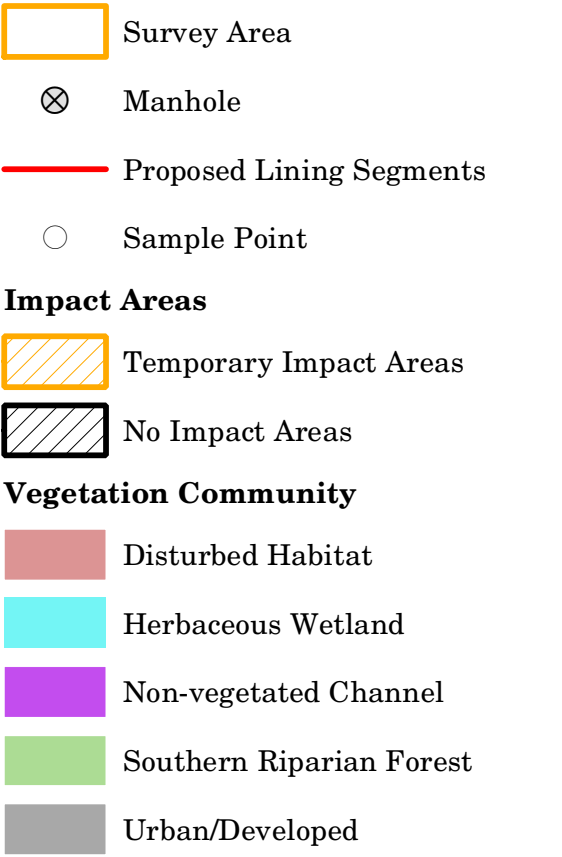 Survey Area
Manhole
Proposed Lining Segments
Sample Point
Impact Areas
Temporary Impact Areas
No Impact Areas
Vegetation Community
Disturbed Habitat
Herbaceous Wetland
Non-vegetated Channel
Southern Riparian Forest
Urban/Developed